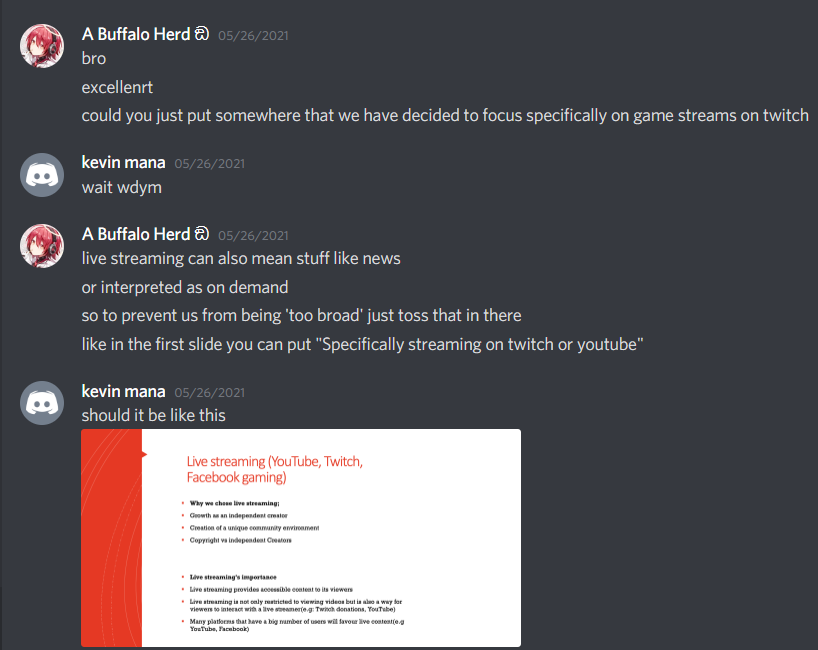 A Buffalo Herd 05/26/2021
bro
excellenrt
could you just put somewhere that we have decided to focus specifically on game streams on twitch
kevin mana 05/26/2021
wait wdym
A Buffalo Herd 05/26/2021
live streaming can also mean stuff like news
or interpreted as on demand
so to prevent us from being 'too broad' just toss that in there
like in the first slide you can put "Specifically streaming on twitch or youtube"
kevin mana 05/26/2021
should it be like this
Live streaming (YouTube, Twitch,
Facebook gaming)
• Why we chose live streaming;
• Growth as an independent creator
• Creation of a unique community environment
• Copyright vs independent Creators
• Live streaming's importance
• Live streaming provides accessible content to its viewers
• Live streaming is not only restricted to viewing videos but is also a way for
viewers to interact with a live streamer(e.g: Twitch donations, YouTube)
• Many platforms that have a big number of users will favour live content(e.g
YouTube, Facebook)